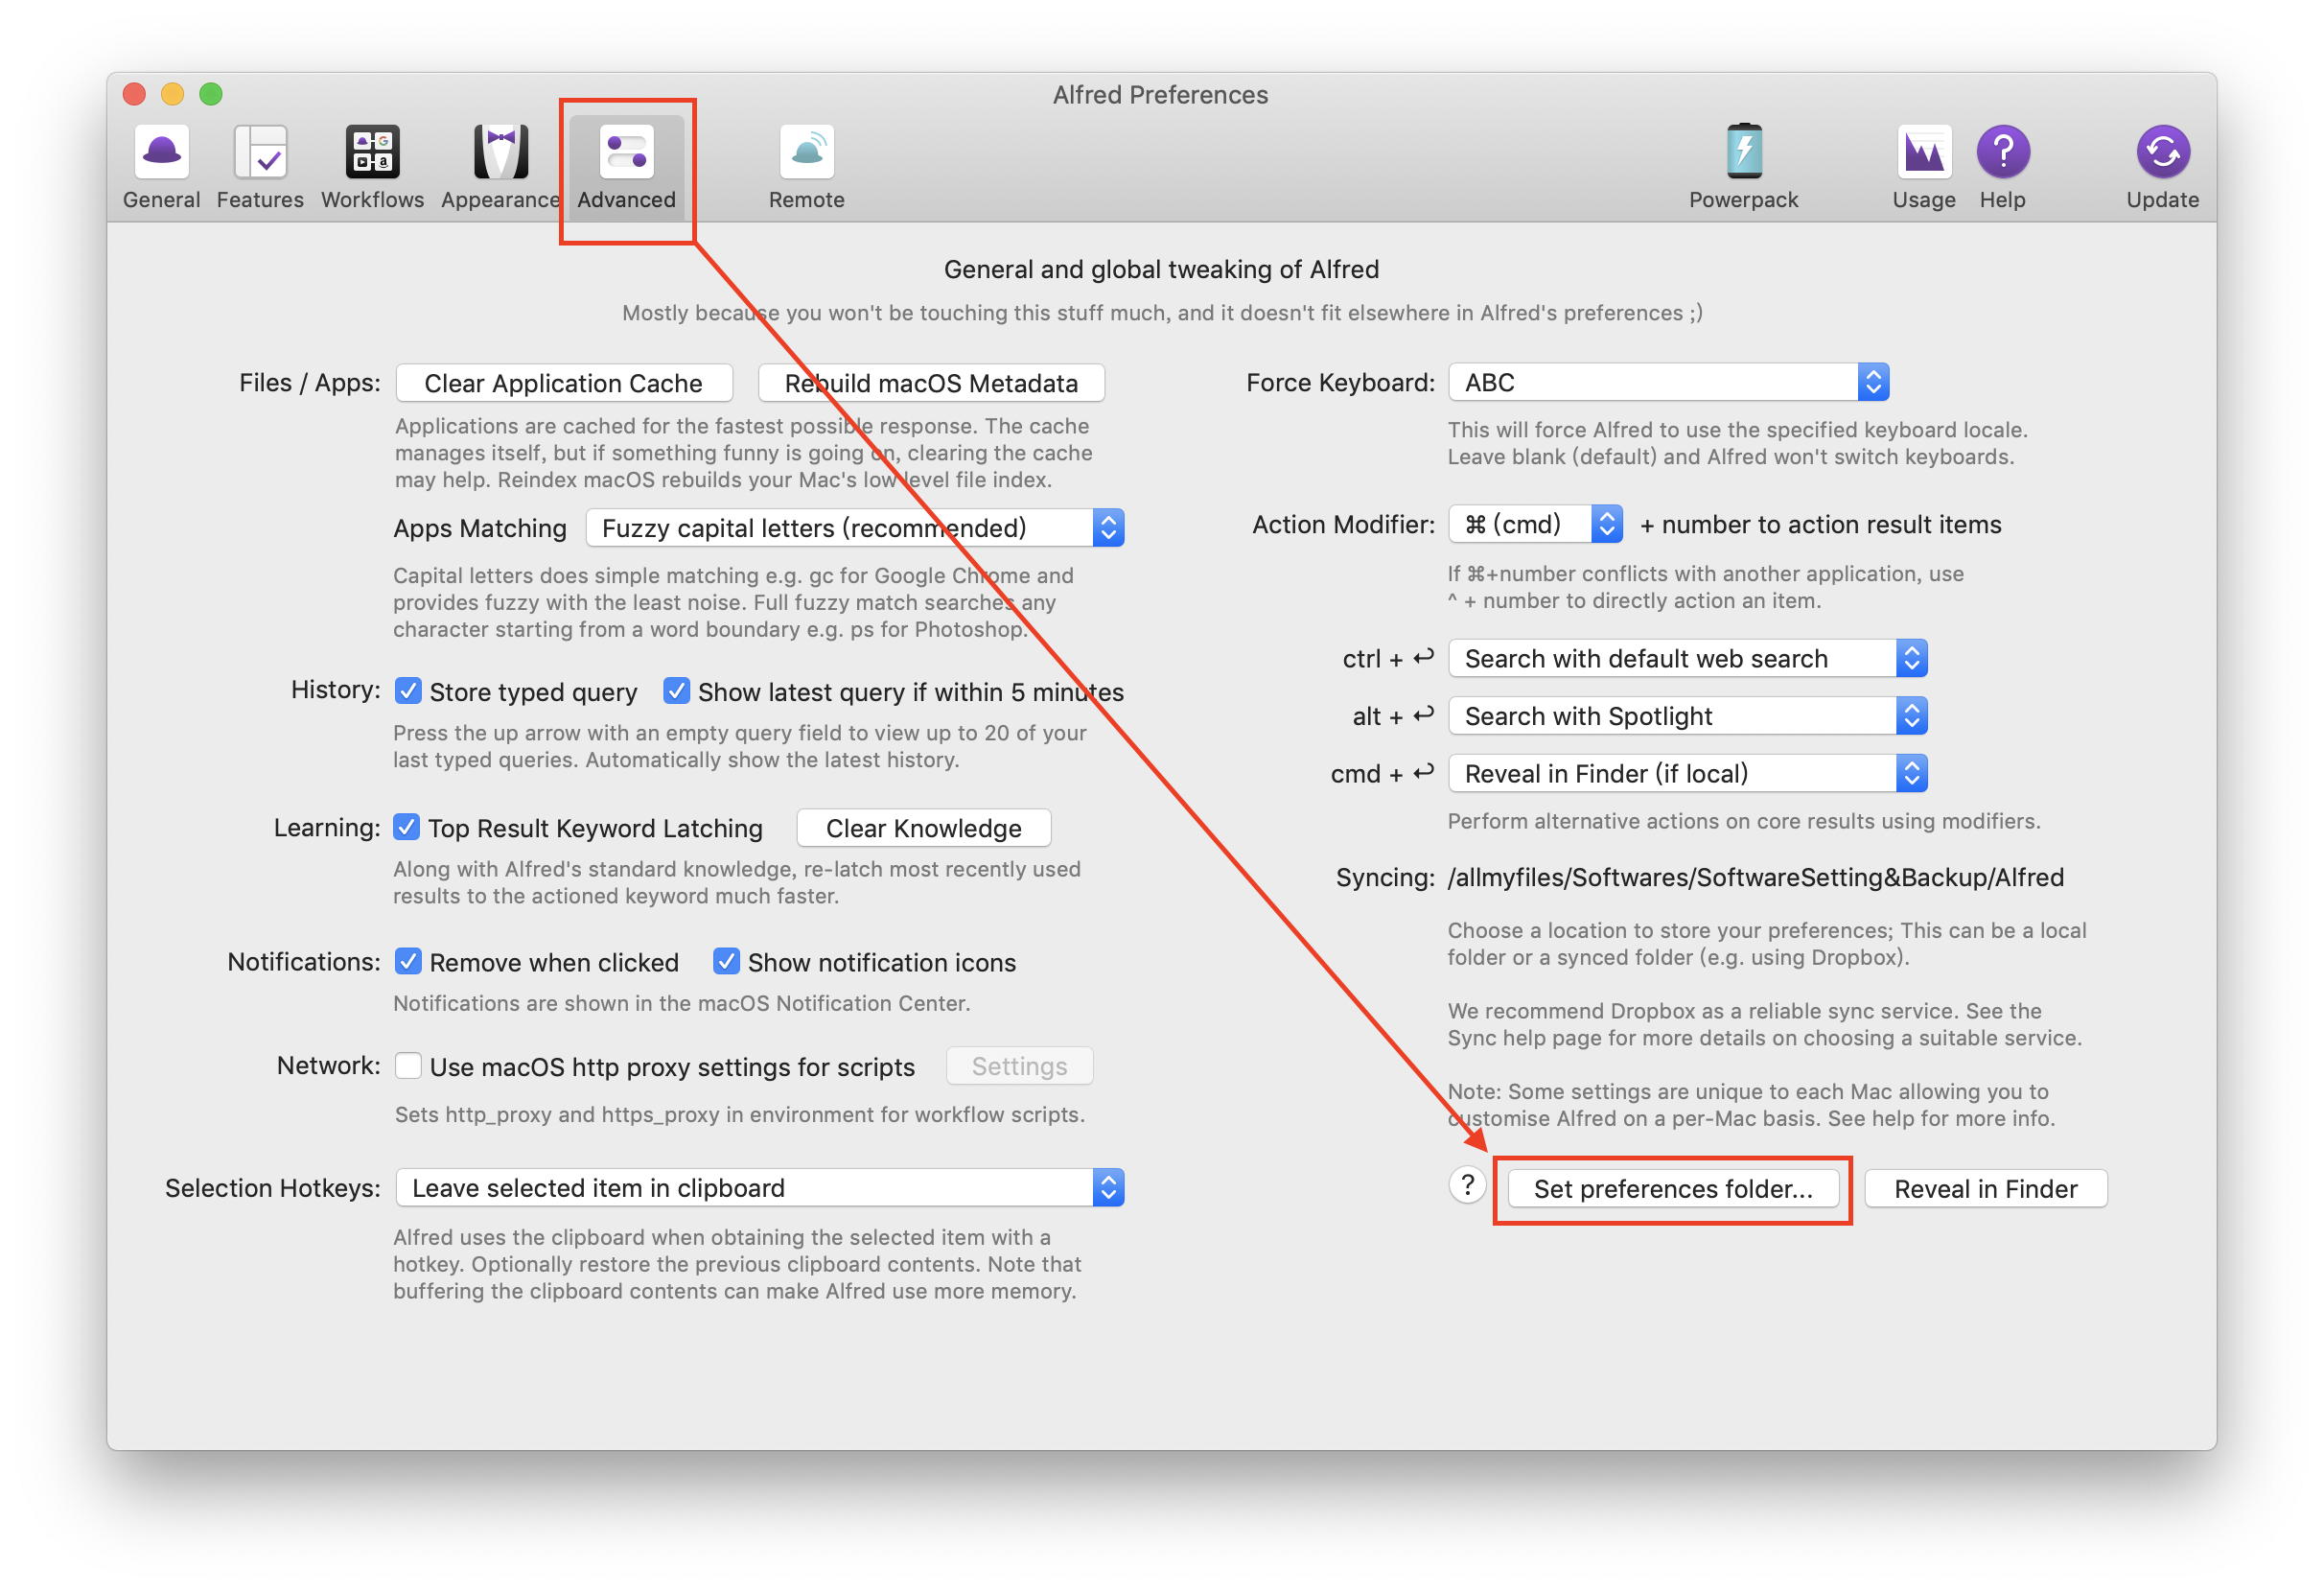 Alfred Preferences
General
Features
Workflows
Appearance
Advanced
Remote
Powerpack
Usage
Help
Update
General and global tweaking of Alfred
Mostly because you won't be touching this stuff much, and it doesn't fit elsewhere in Alfred's preferences ;)
Files / Apps: Clear Application Cache Rebuild macOS Metadata
Applications are cached for the fastest possible response. The cache
manages itself, but if something funny is going on, clearing the cache
may help. Reindex macOS rebuilds your Mac's low level file index.
Apps Matching Fuzzy capital letters (recommended)
Capital letters does simple matching e.g. gc for Google Chrome and
provides fuzzy with the least noise. Full fuzzy match searches any
character starting from a word boundary e.g. ps for Photoshop.
History: Store typed query Show latest query if within 5 minutes
Press the up arrow with an empty query field to view up to 20 of your
last typed queries. Automatically show the latest history.
Learning: Top Result Keyword Latching Clear Knowledge
Along with Alfred's standard knowledge, re-latch most recently used
results to the actioned keyword much faster.
Notifications: Remove when clicked Show notification icons
Notifications are shown in the macOS Notification Center.
Network: Use macOS http proxy settings for scripts Settings
Sets http_proxy and https_proxy in environment for workflow scripts.
Selection Hotkeys: Leave selected item in clipboard
Alfred uses the clipboard when obtaining the selected item with a
hotkey. Optionally restore the previous clipboard contents. Note that
buffering the clipboard contents can make Alfred use more memory.
Force Keyboard: ABC
This will force Alfred to use the specified keyboard locale.
Leave blank (default) and Alfred won't switch keyboards.
Action Modifier: ⌘ (cmd) + number to action result items
If ⌘+number conflicts with another application, use
^ + number to directly action an item.
ctrl + ↩ Search with default web search
alt + ↩ Search with Spotlight
cmd + ↩ Reveal in Finder (if local)
Perform alternative actions on core results using modifiers.
Syncing: /allmyfiles/Softwares/SoftwareSetting&Backup/Alfred
Choose a location to store your preferences; This can be a local
folder or a synced folder (e.g. using Dropbox).
We recommend Dropbox as a reliable sync service. See the
Sync help page for more details on choosing a suitable service.
Note: Some settings are unique to each Mac allowing you to
customise Alfred on a per-Mac basis. See help for more info.
? Set preferences folder... Reveal in Finder